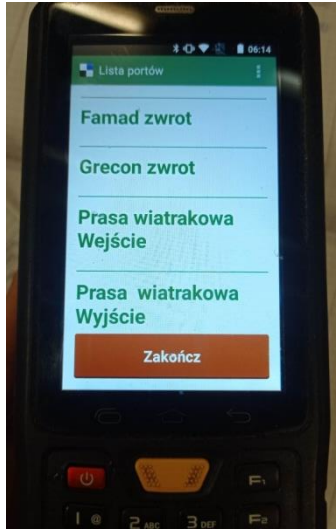 06:14
Lista portów
Famad zwrot
Grecon zwrot
Prasa wiatrakowa
Wejście
Prasa wiatrakowa
Wyjście
Zakończ
F1
1 @
2 ABC
3 DEF
F2